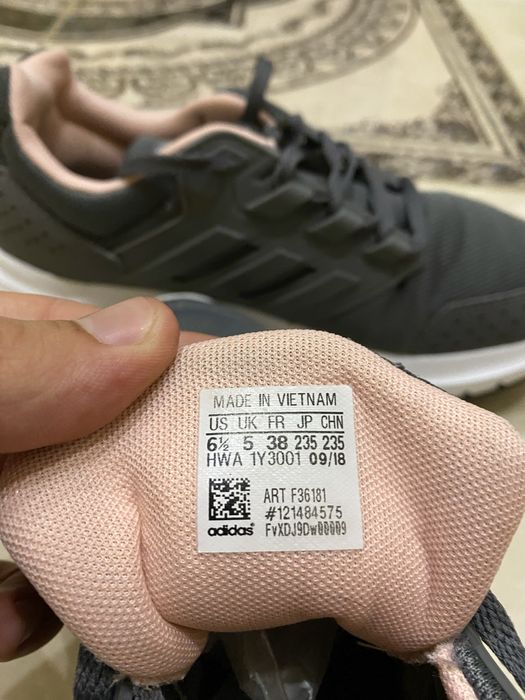 MADE IN VIETNAM
US UK FR JP CHN
6½ 5 38 235 235
HWA 1Y3001 09/18
ART F36181
#121484575
adidas® FvXDJ9Dw00009